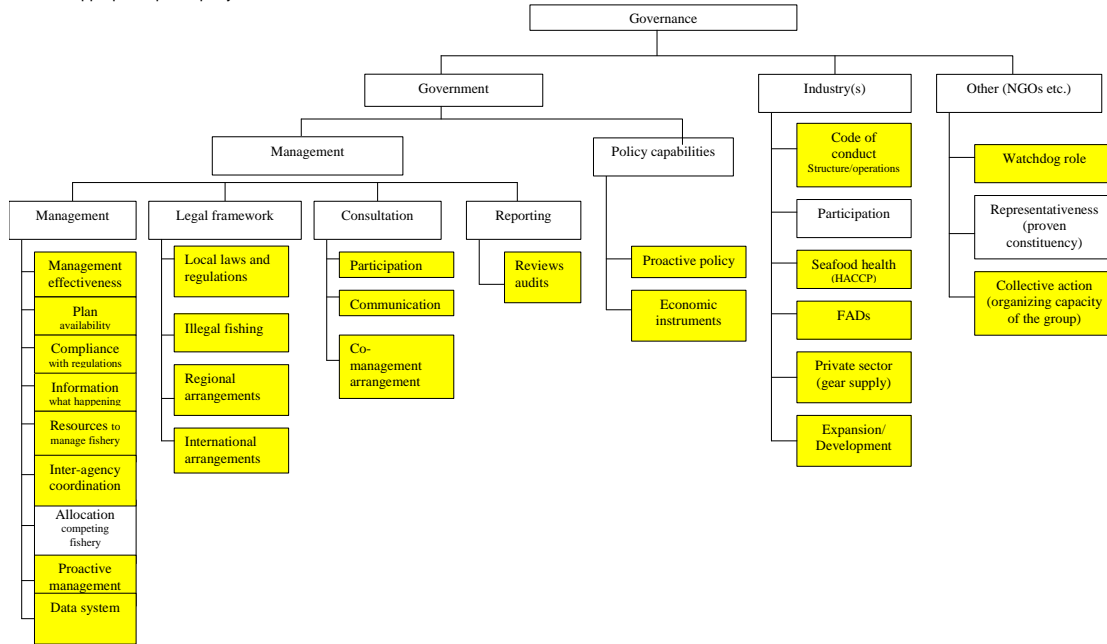 Governance
Government
Industry(s)
Other (NGOs etc.)
Management
Policy capabilities
Management
Legal framework
Consultation
Reporting
Management
effectiveness
Plan
availability
Compliance
with regulations
Information
what happening
Resources to
manage fishery
Inter-agency
coordination
Allocation
competing
fishery
Proactive
management
Data system
Local laws and
regulations
Illegal fishing
Regional
arrangements
International
arrangements
Participation
Communication
Co-
management
arrangement
Reviews
audits
Proactive policy
Economic
instruments
Code of
conduct
Structure/operations
Participation
Seafood health
(HACCP)
FADs
Private sector
(gear supply)
Expansion/
Development
Watchdog role
Representativeness
(proven
constituency)
Collective action
(organizing capacity
of the group)